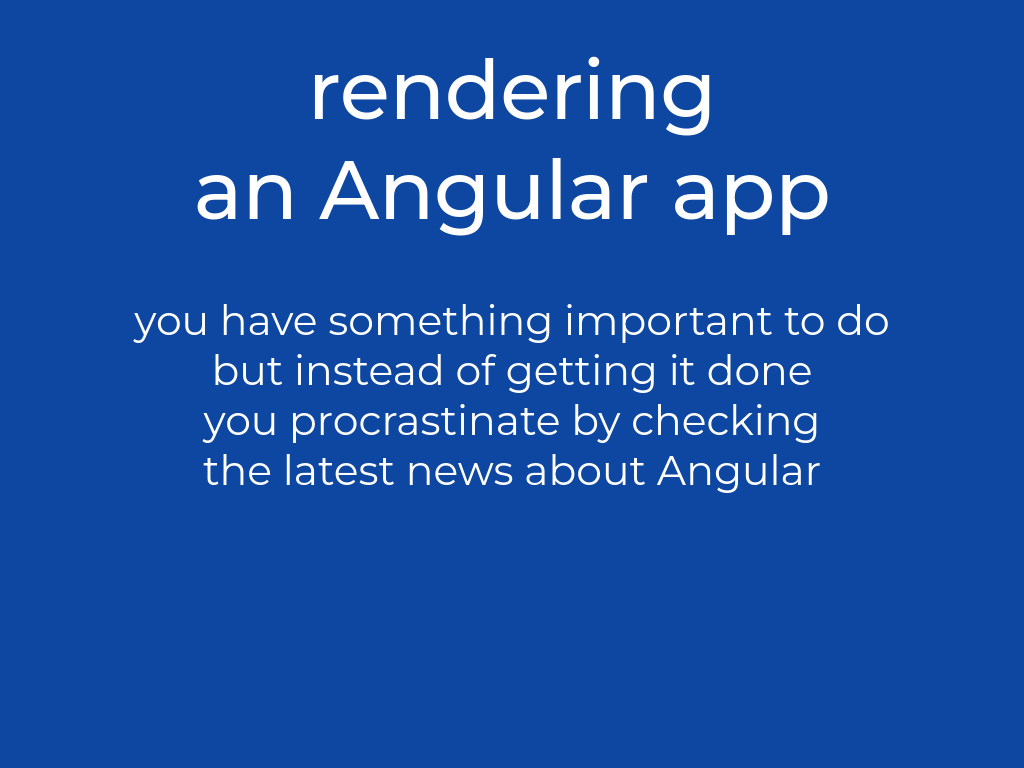 rendering
an Angular app
you have something important to do
but instead of getting it done
you procrastinate by checking
the latest news about Angular